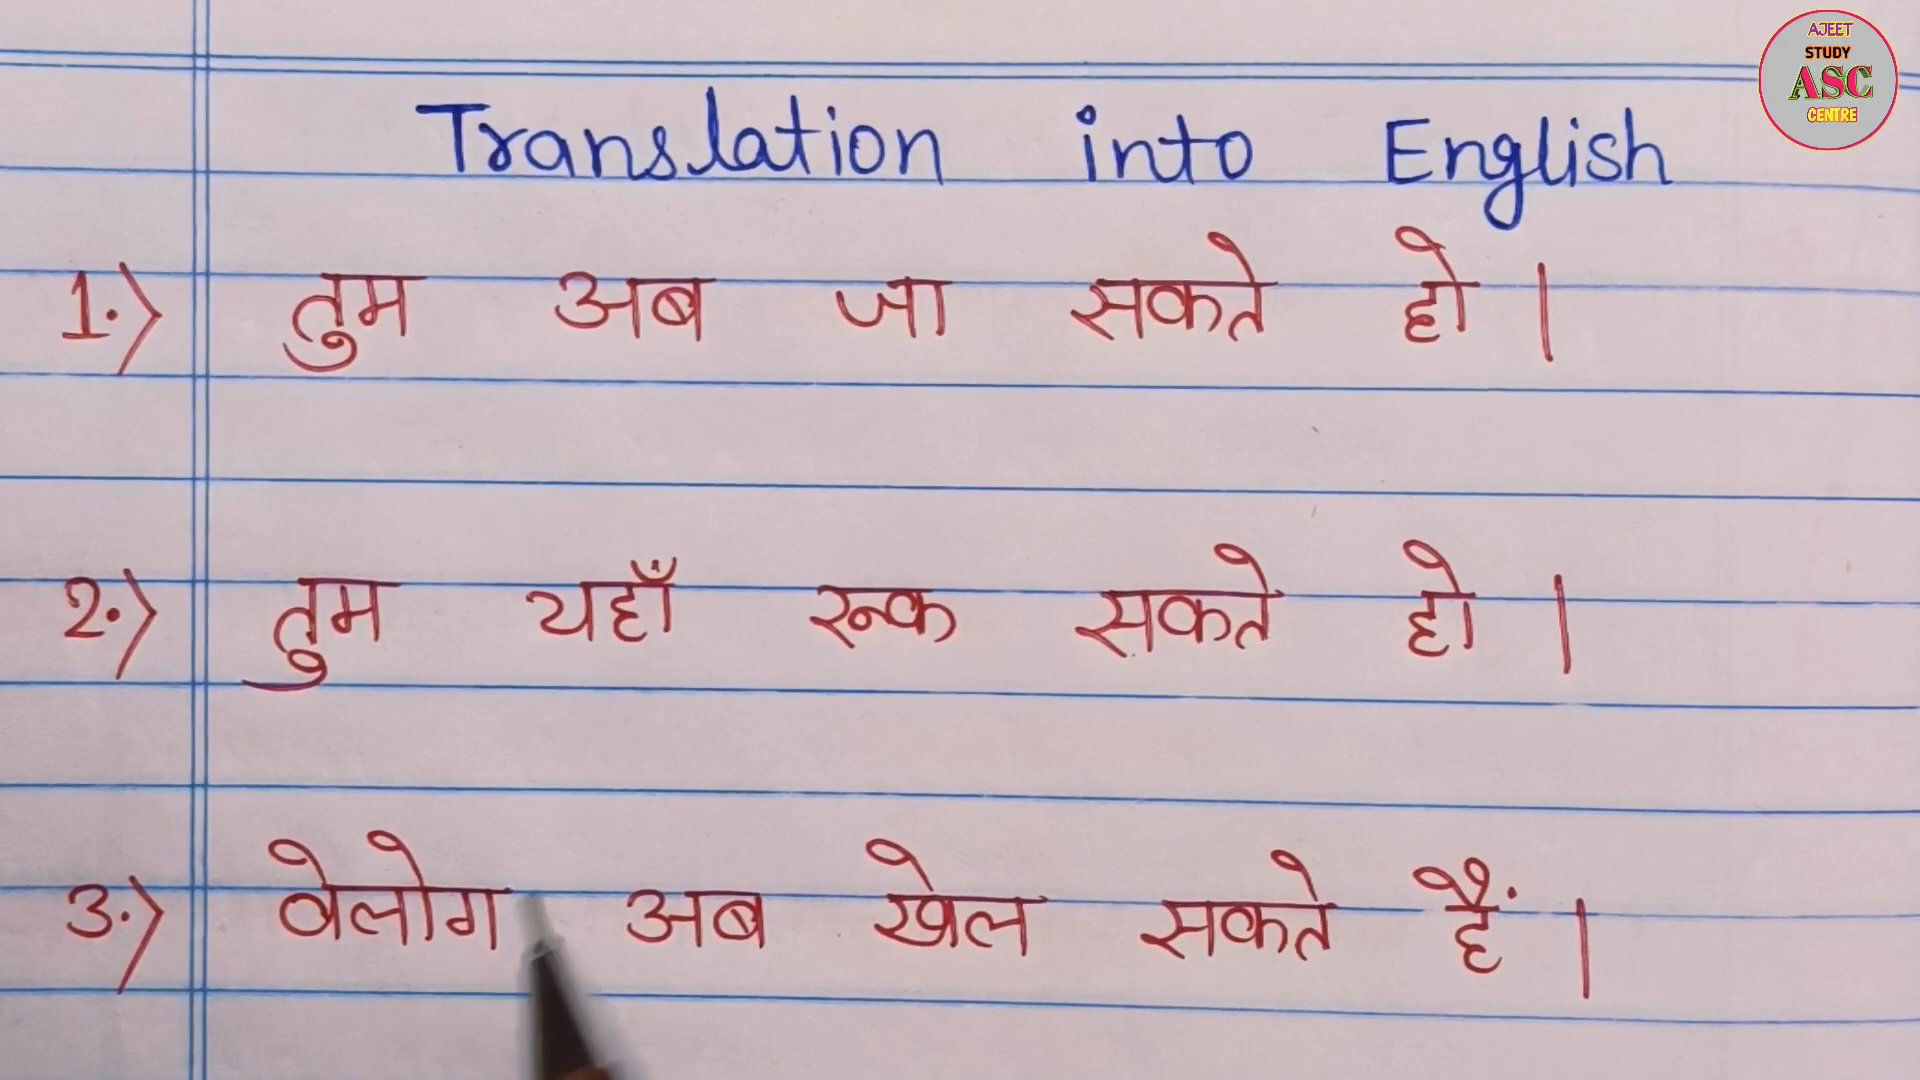 AJEET
STUDY
ASC
CENTRE
Translation into English
1.) तुम अब जा सकते हो |
2.) तुम यहाँ रूक सकते हो |
3.) वेलोग अब खेल सकते हैं |